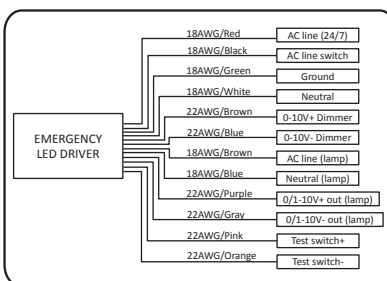 18AWG/Red AC line (24/7)
18AWG/Black AC line switch
18AWG/Green Ground
18AWG/White Neutral
22AWG/Brown 0-10V+ Dimmer
22AWG/Blue 0-10V- Dimmer
EMERGENCY
LED DRIVER
18AWG/Brown AC line (lamp)
18AWG/Blue Neutral (lamp)
22AWG/Purple 0/1-10V+ out (lamp)
22AWG/Gray 0/1-10V- out (lamp)
22AWG/Pink Test switch+
22AWG/Orange Test switch-